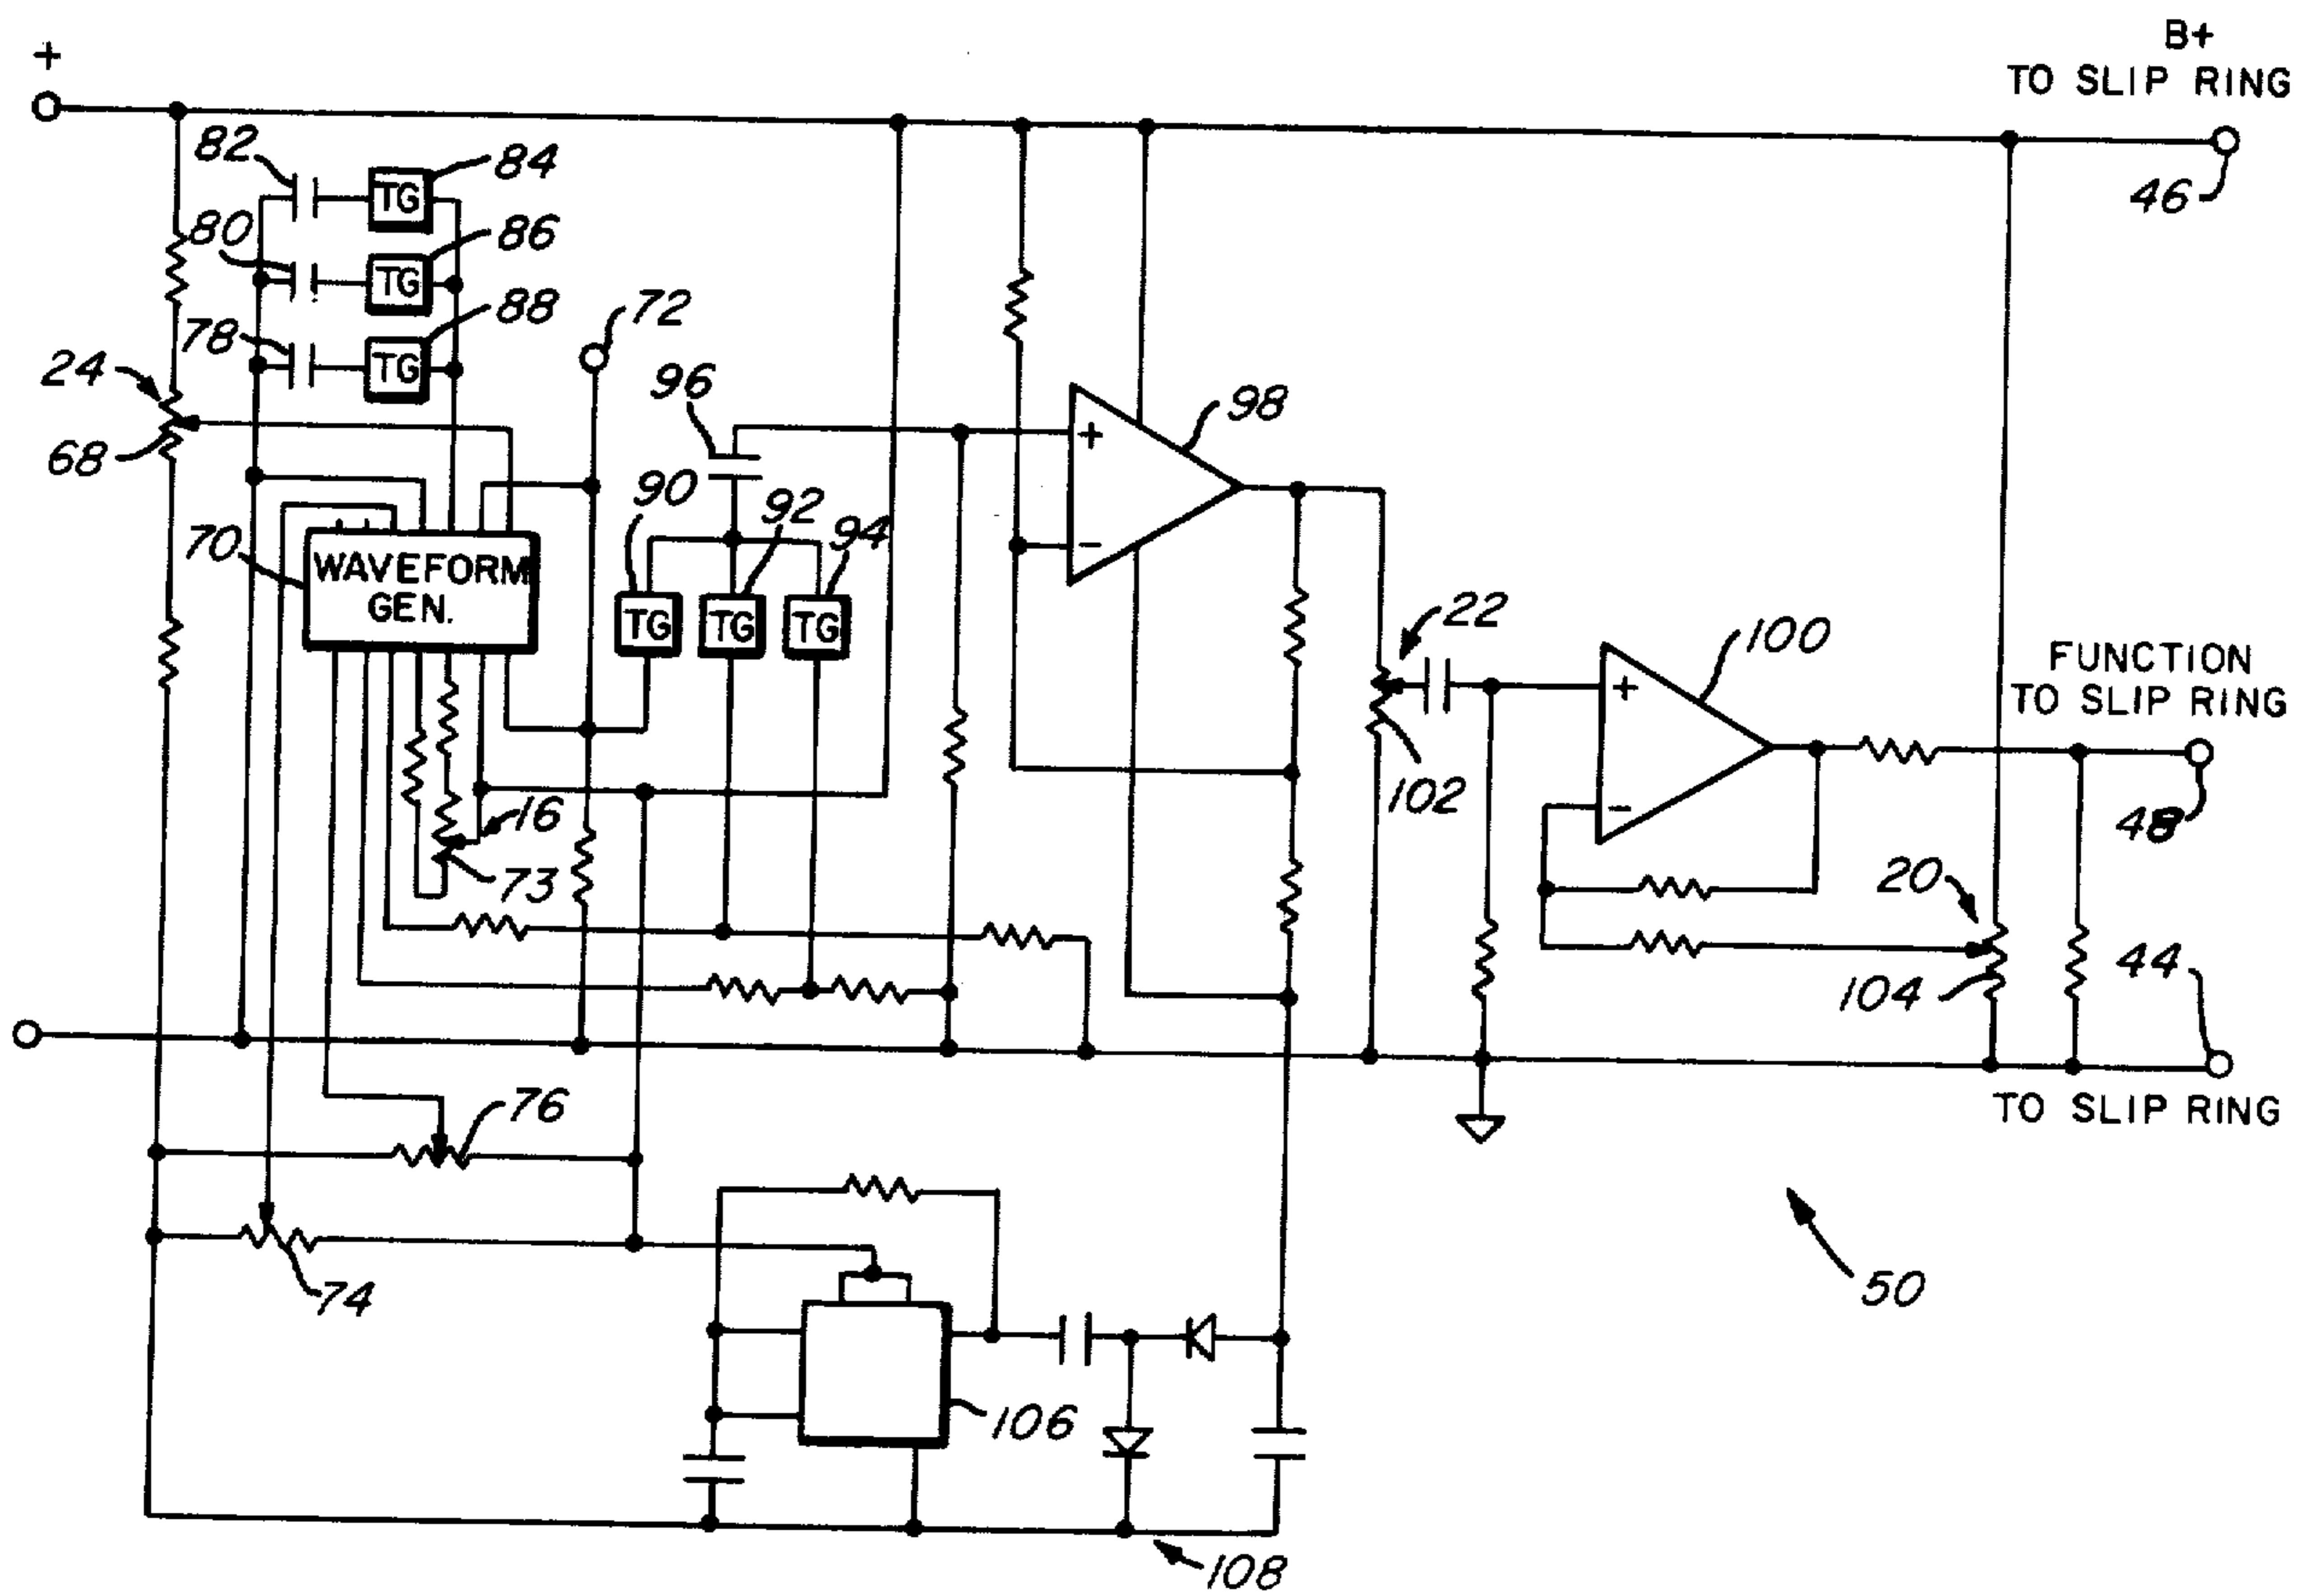 +
B+
TO SLIP RING
46
82
TG
84
80
TG
86
78
TG
88
24
68
72
96
98
+
−
90
92
94
70
WAVEFORM
GEN.
TG
TG
TG
22
100
+
−
FUNCTION
TO SLIP RING
102
48
16
73
20
104
44
TO SLIP RING
76
74
50
106
108